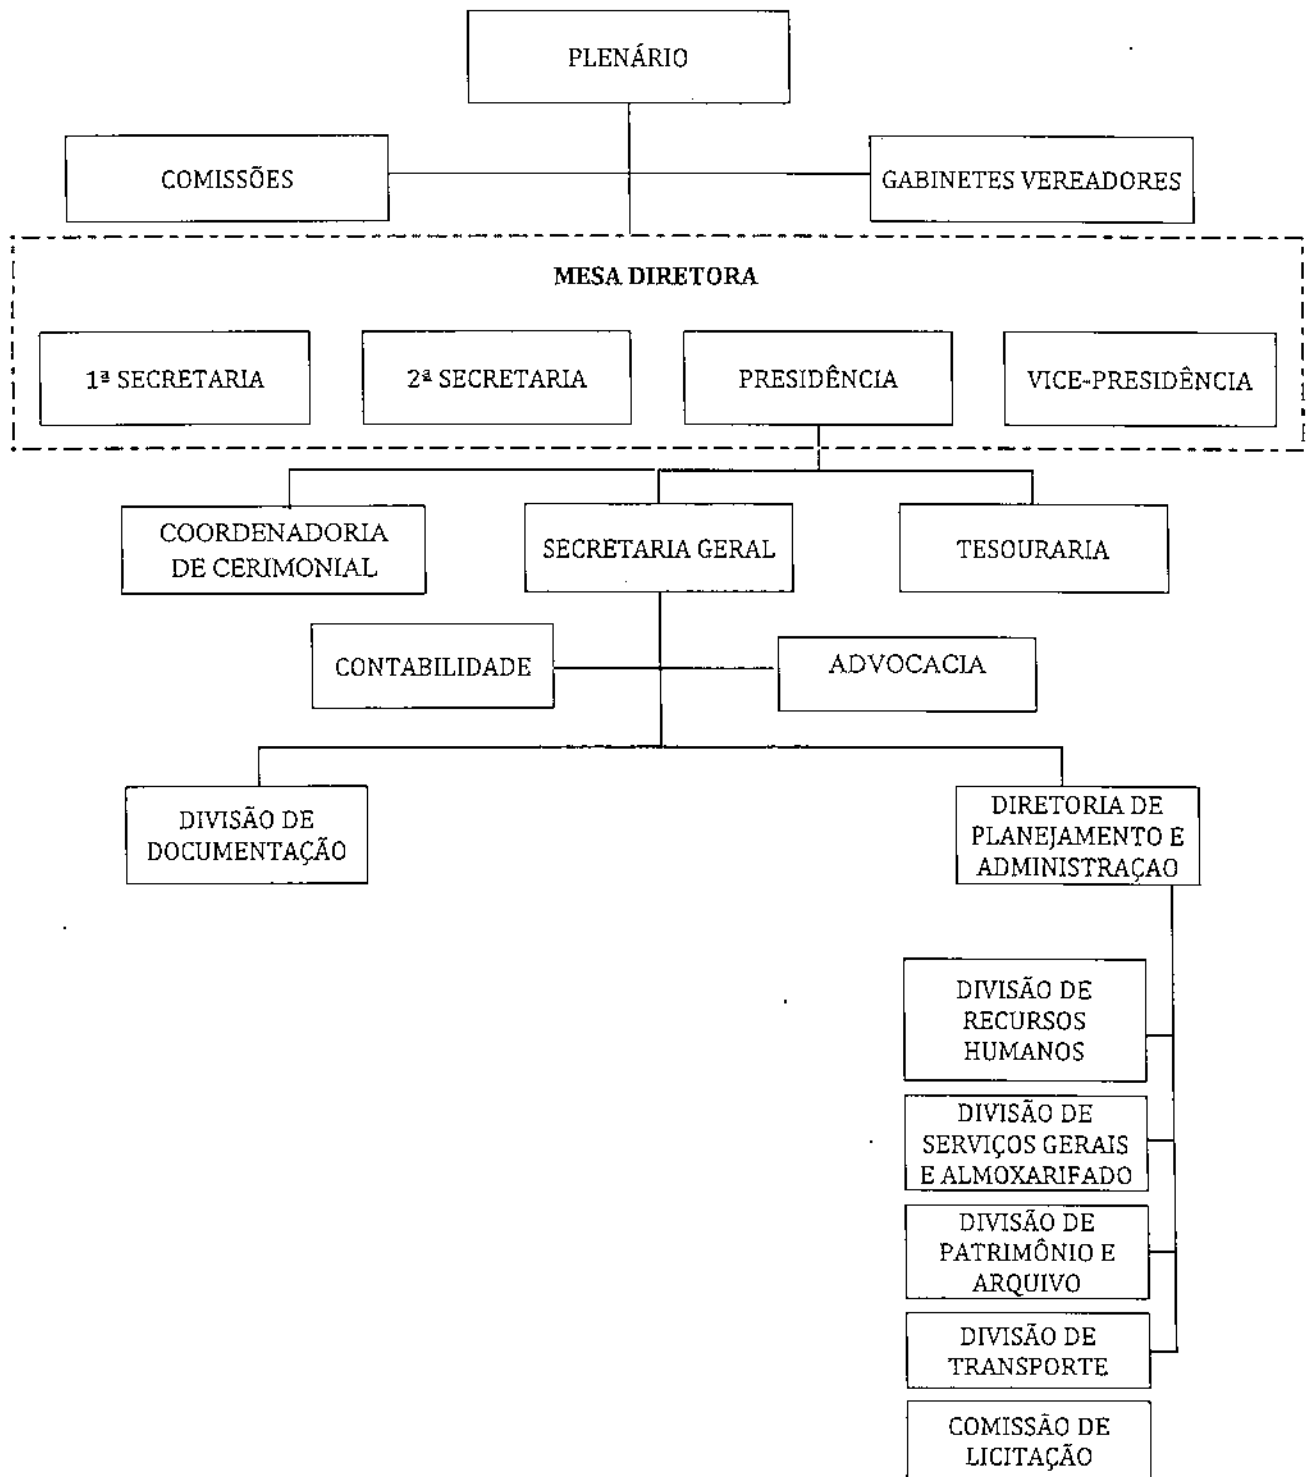 PLENÁRIO
COMISSÕES
GABINETES VEREADORES
MESA DIRETORA
1ª SECRETARIA
2ª SECRETARIA
PRESIDÊNCIA
VICE-PRESIDÊNCIA
COORDENADORIA
DE CERIMONIAL
SECRETARIA GERAL
TESOURARIA
CONTABILIDADE
ADVOCACIA
DIVISÃO DE
DOCUMENTAÇÃO
DIRETORIA DE
PLANEJAMENTO E
ADMINISTRAÇAO
DIVISÃO DE
RECURSOS
HUMANOS
DIVISÃO DE
SERVIÇOS GERAIS
E ALMOXARIFADO
DIVISÃO DE
PATRIMÔNIO E
ARQUIVO
DIVISÃO DE
TRANSPORTE
COMISSÃO DE
LICITAÇÃO